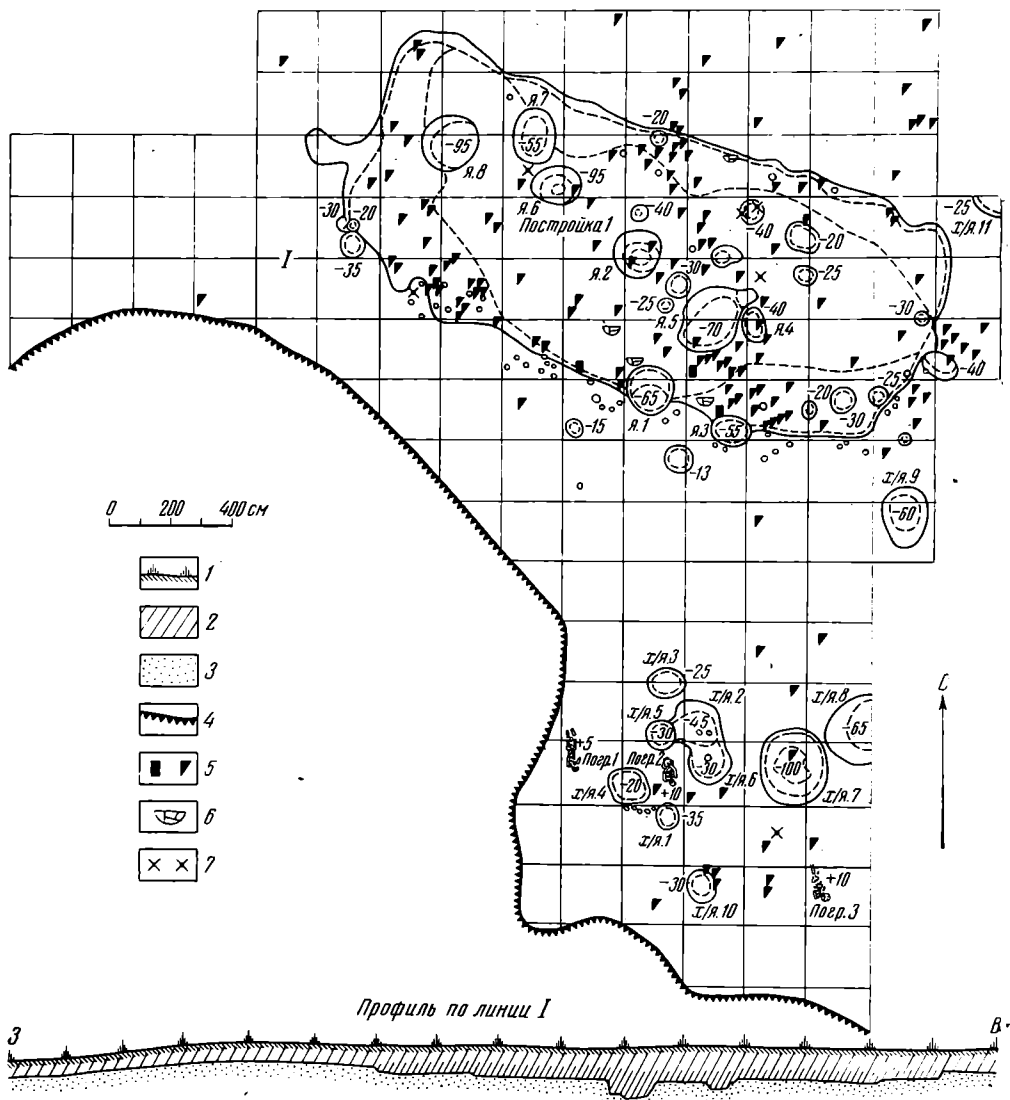 -20
Я.7
-95
-55
Я.8
-95
Я.6
Постройка 1
-40
-40
-20
-25
Х/Я.11
-30
-20
-35
I
Я.2
-30
-25
-25
Я.5
-70
-40
Я.4
-30
-40
-65
Я.1
-20
-25
-30
Я.3
-55
-15
-13
Х/Я.9
-60
0 200 400 см
1
2
3
4
5
6
7
С
Х/Я.3
-25
Х/Я.2
Х/Я.8
Х/Я.5
-45
-65
-30
+5
Погр.1
Погр.2
-30
-100
Х/Я.6
Х/Я.7
Х/Я.4
-20
+10
Х/Я.1
-35
-30
Х/Я.10
+10
Погр.3
Профиль по линии I
З
В